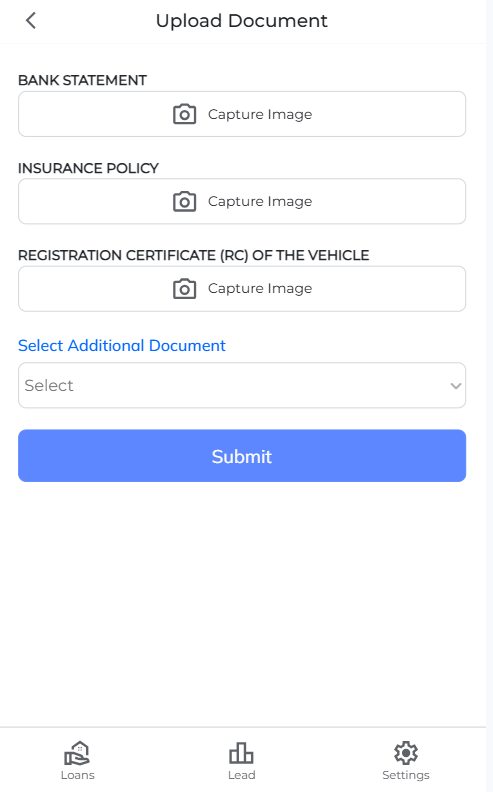 Upload Document
BANK STATEMENT
Capture Image
INSURANCE POLICY
Capture Image
REGISTRATION CERTIFICATE (RC) OF THE VEHICLE
Capture Image
Select Additional Document
Select
Submit
Loans
Lead
Settings